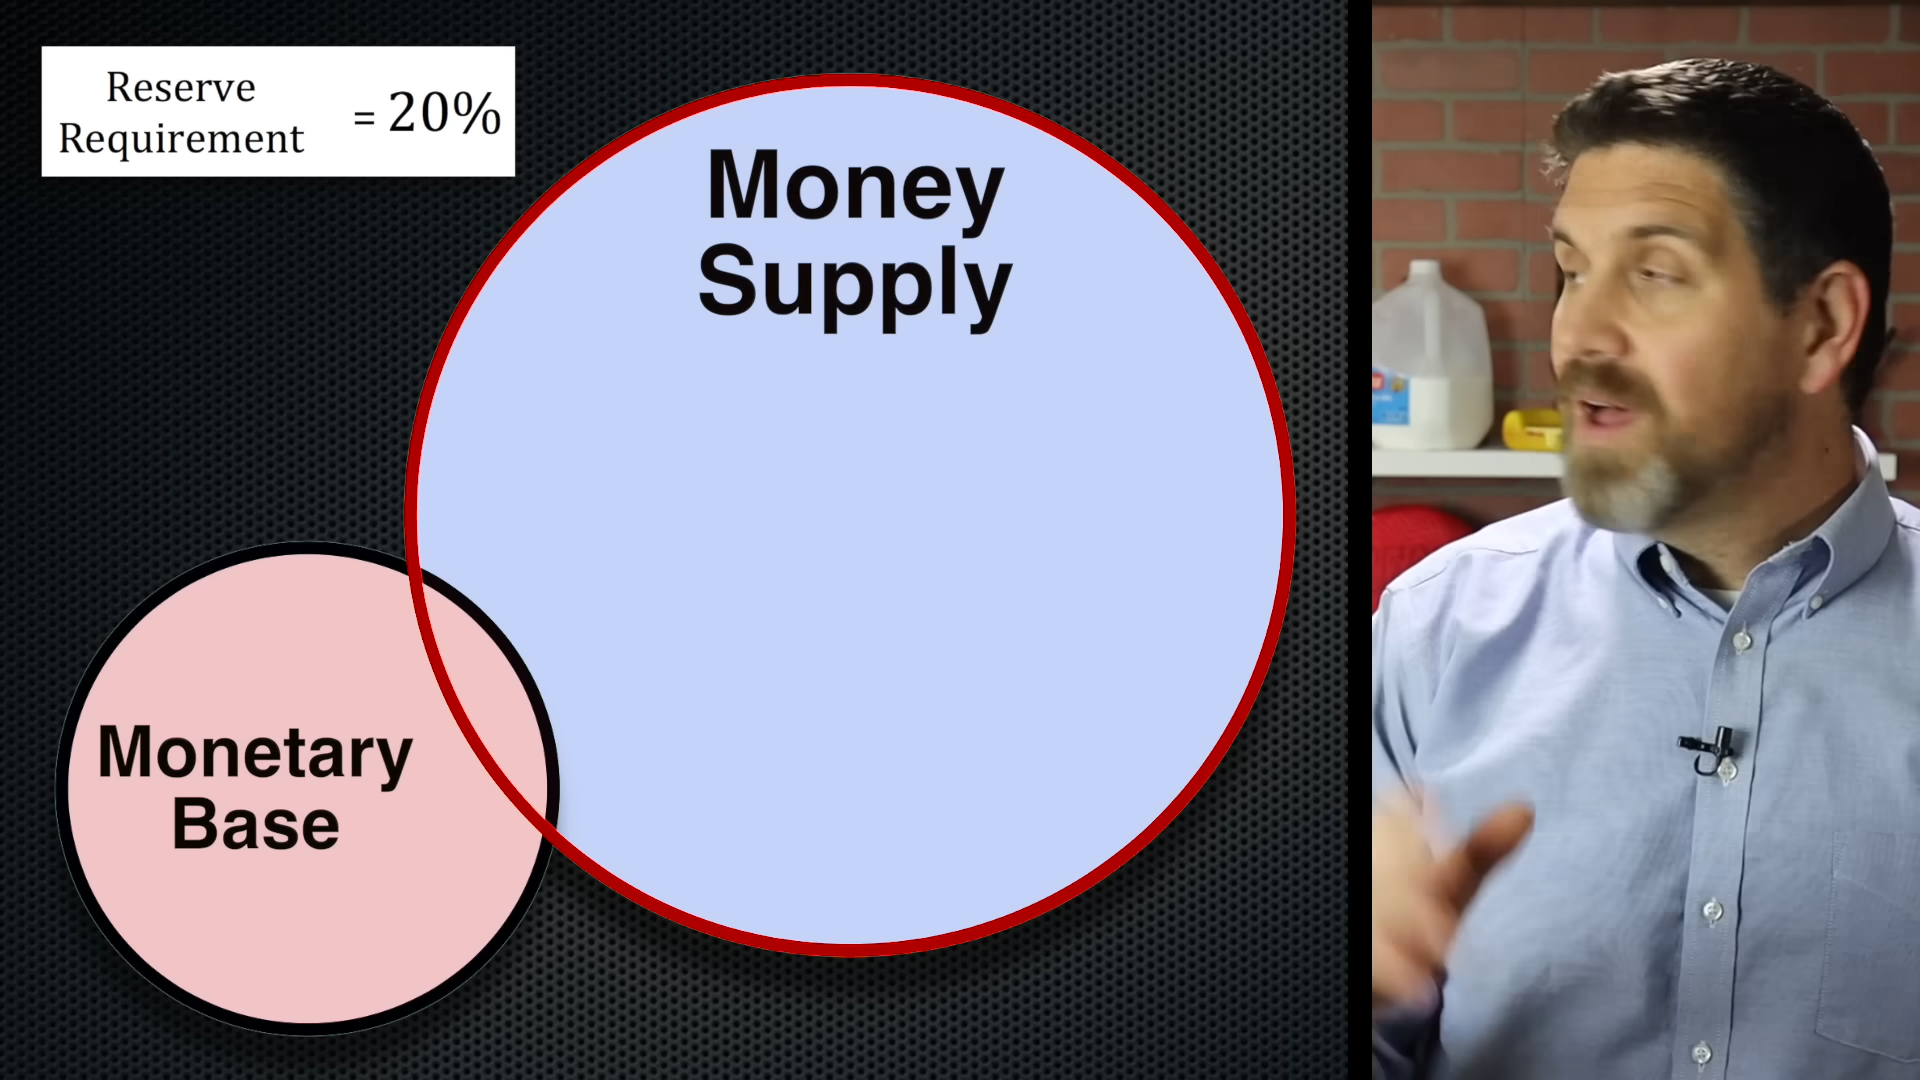 Reserve
Requirement = 20%
Money
Supply
Monetary
Base